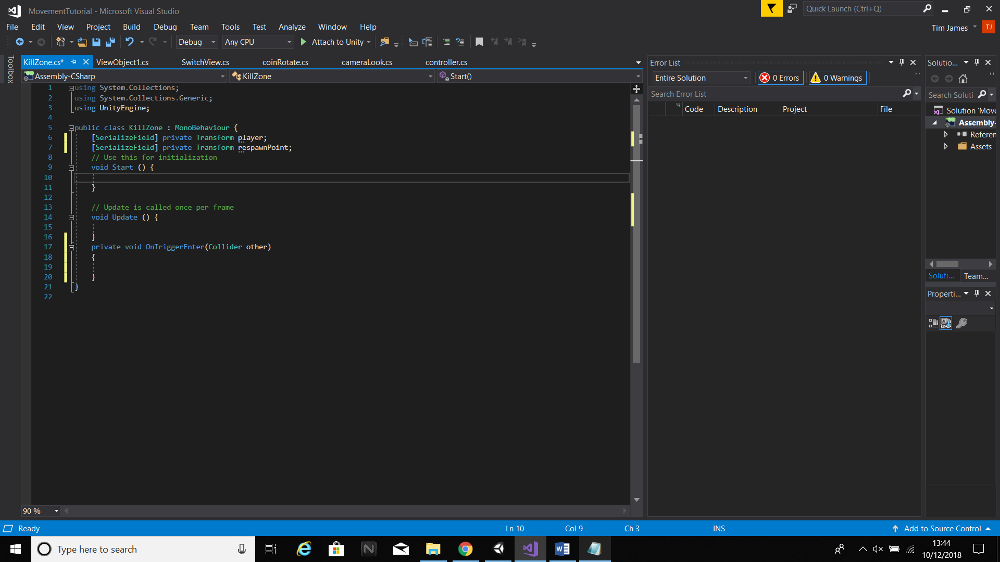 MovementTutorial - Microsoft Visual Studio
Quick Launch (Ctrl+Q)
File Edit View Project Build Debug Team Tools Test Analyze Window Help
Tim James TJ
Debug Any CPU Attach to Unity
Toolbox
KillZone.cs* ViewObject1.cs SwitchView.cs coinRotate.cs cameraLook.cs controller.cs
Assembly-CSharp KillZone Start()
1 using System.Collections;
2 using System.Collections.Generic;
3 using UnityEngine;
4
5 public class KillZone : MonoBehaviour {
6 [SerializeField] private Transform player;
7 [SerializeField] private Transform respawnPoint;
8 // Use this for initialization
9 void Start () {
10
11 }
12
13 // Update is called once per frame
14 void Update () {
15
16 }
17 private void OnTriggerEnter(Collider other)
18 {
19
20 }
21 }
22
90 %
Error List
Entire Solution 0 Errors 0 Warnings
Search Error List
Code Description Project File
Solutio...
Search Soluti
Solution 'Move
Assembly-
Referen
Assets
Soluti... Team...
Properti...
Ready Ln 10 Col 9 Ch 3 INS Add to Source Control
Type here to search
N
13:44
10/12/2018